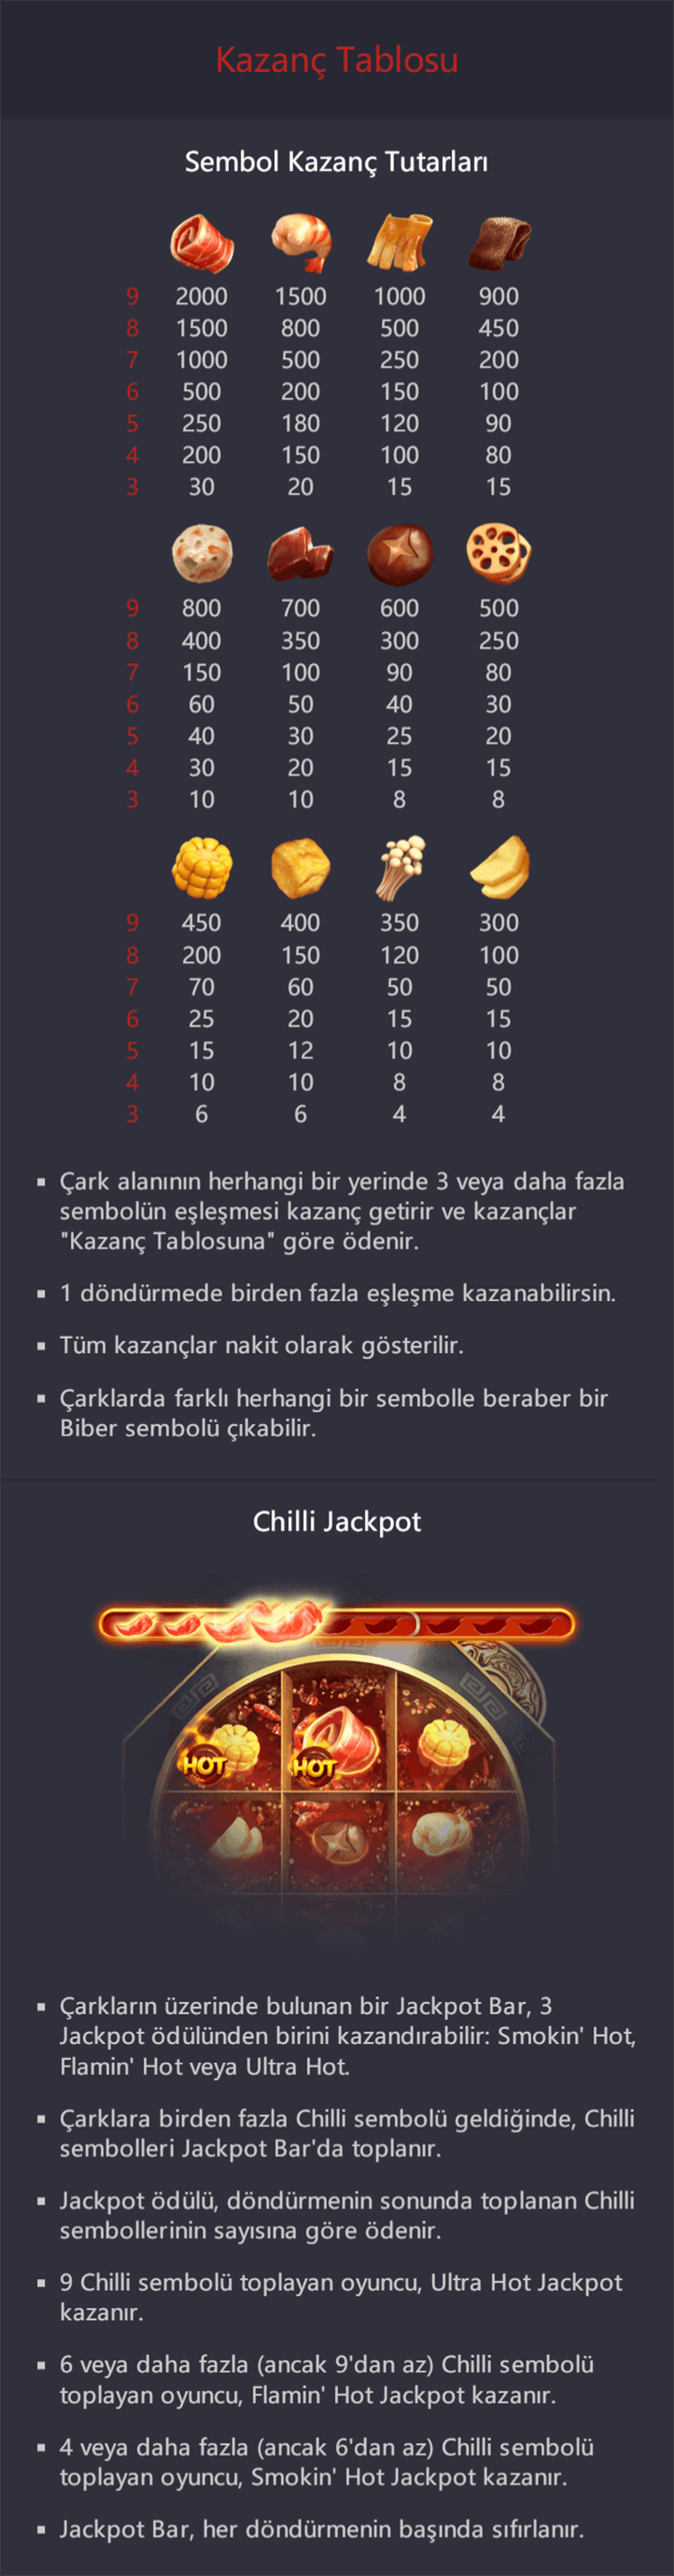 Kazanç Tablosu
Sembol Kazanç Tutarları
9 2000 1500 1000 900
8 1500 800 500 450
7 1000 500 250 200
6 500 200 150 100
5 250 180 120 90
4 200 150 100 80
3 30 20 15 15
9 800 700 600 500
8 400 350 300 250
7 150 100 90 80
6 60 50 40 30
5 40 30 25 20
4 30 20 15 15
3 10 10 8 8
9 450 400 350 300
8 200 150 120 100
7 70 60 50 50
6 25 20 15 15
5 15 12 10 10
4 10 10 8 8
3 6 6 4 4
▪ Çark alanının herhangi bir yerinde 3 veya daha fazla
sembolün eşleşmesi kazanç getirir ve kazançlar
"Kazanç Tablosuna" göre ödenir.
▪ 1 döndürmede birden fazla eşleşme kazanabilirsin.
▪ Tüm kazançlar nakit olarak gösterilir.
▪ Çarklarda farklı herhangi bir sembolle beraber bir
Biber sembolü çıkabilir.
Chilli Jackpot
HOT HOT
▪ Çarkların üzerinde bulunan bir Jackpot Bar, 3
Jackpot ödülünden birini kazandırabilir: Smokin' Hot,
Flamin' Hot veya Ultra Hot.
▪ Çarklara birden fazla Chilli sembolü geldiğinde, Chilli
sembolleri Jackpot Bar'da toplanır.
▪ Jackpot ödülü, döndürmenin sonunda toplanan Chilli
sembollerinin sayısına göre ödenir.
▪ 9 Chilli sembolü toplayan oyuncu, Ultra Hot Jackpot
kazanır.
▪ 6 veya daha fazla (ancak 9'dan az) Chilli sembolü
toplayan oyuncu, Flamin' Hot Jackpot kazanır.
▪ 4 veya daha fazla (ancak 6'dan az) Chilli sembolü
toplayan oyuncu, Smokin' Hot Jackpot kazanır.
▪ Jackpot Bar, her döndürmenin başında sıfırlanır.